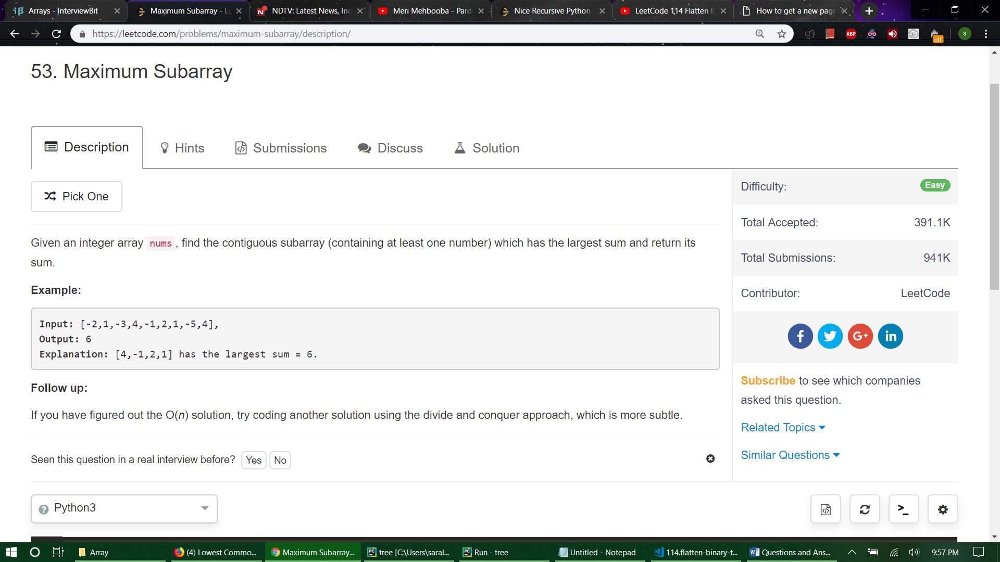 Arrays - InterviewBit
Maximum Subarray - Le
NDTV: Latest News, Ind
Meri Mehbooba - Pard
Nice Recursive Python
LeetCode 114 Flatten B
How to get a new page
https://leetcode.com/problems/maximum-subarray/description/
ABP
off
S
53. Maximum Subarray
Description
Hints
Submissions
Discuss
Solution
Pick One
Difficulty:
Easy
Total Accepted:
391.1K
Total Submissions:
941K
Contributor:
LeetCode
Given an integer array nums , find the contiguous subarray (containing at least one number) which has the largest sum and return its
sum.
Example:
Input: [-2,1,-3,4,-1,2,1,-5,4],
Output: 6
Explanation: [4,-1,2,1] has the largest sum = 6.
Follow up:
If you have figured out the O(n) solution, try coding another solution using the divide and conquer approach, which is more subtle.
Subscribe to see which companies
asked this question.
Related Topics
Similar Questions
Seen this question in a real interview before?
Yes
No
Python3
Array
(4) Lowest Commo...
Maximum Subarray...
tree [C:\Users\saral...
Run - tree
Untitled - Notepad
114.flatten-binary-t...
Questions and Ans...
9:57 PM